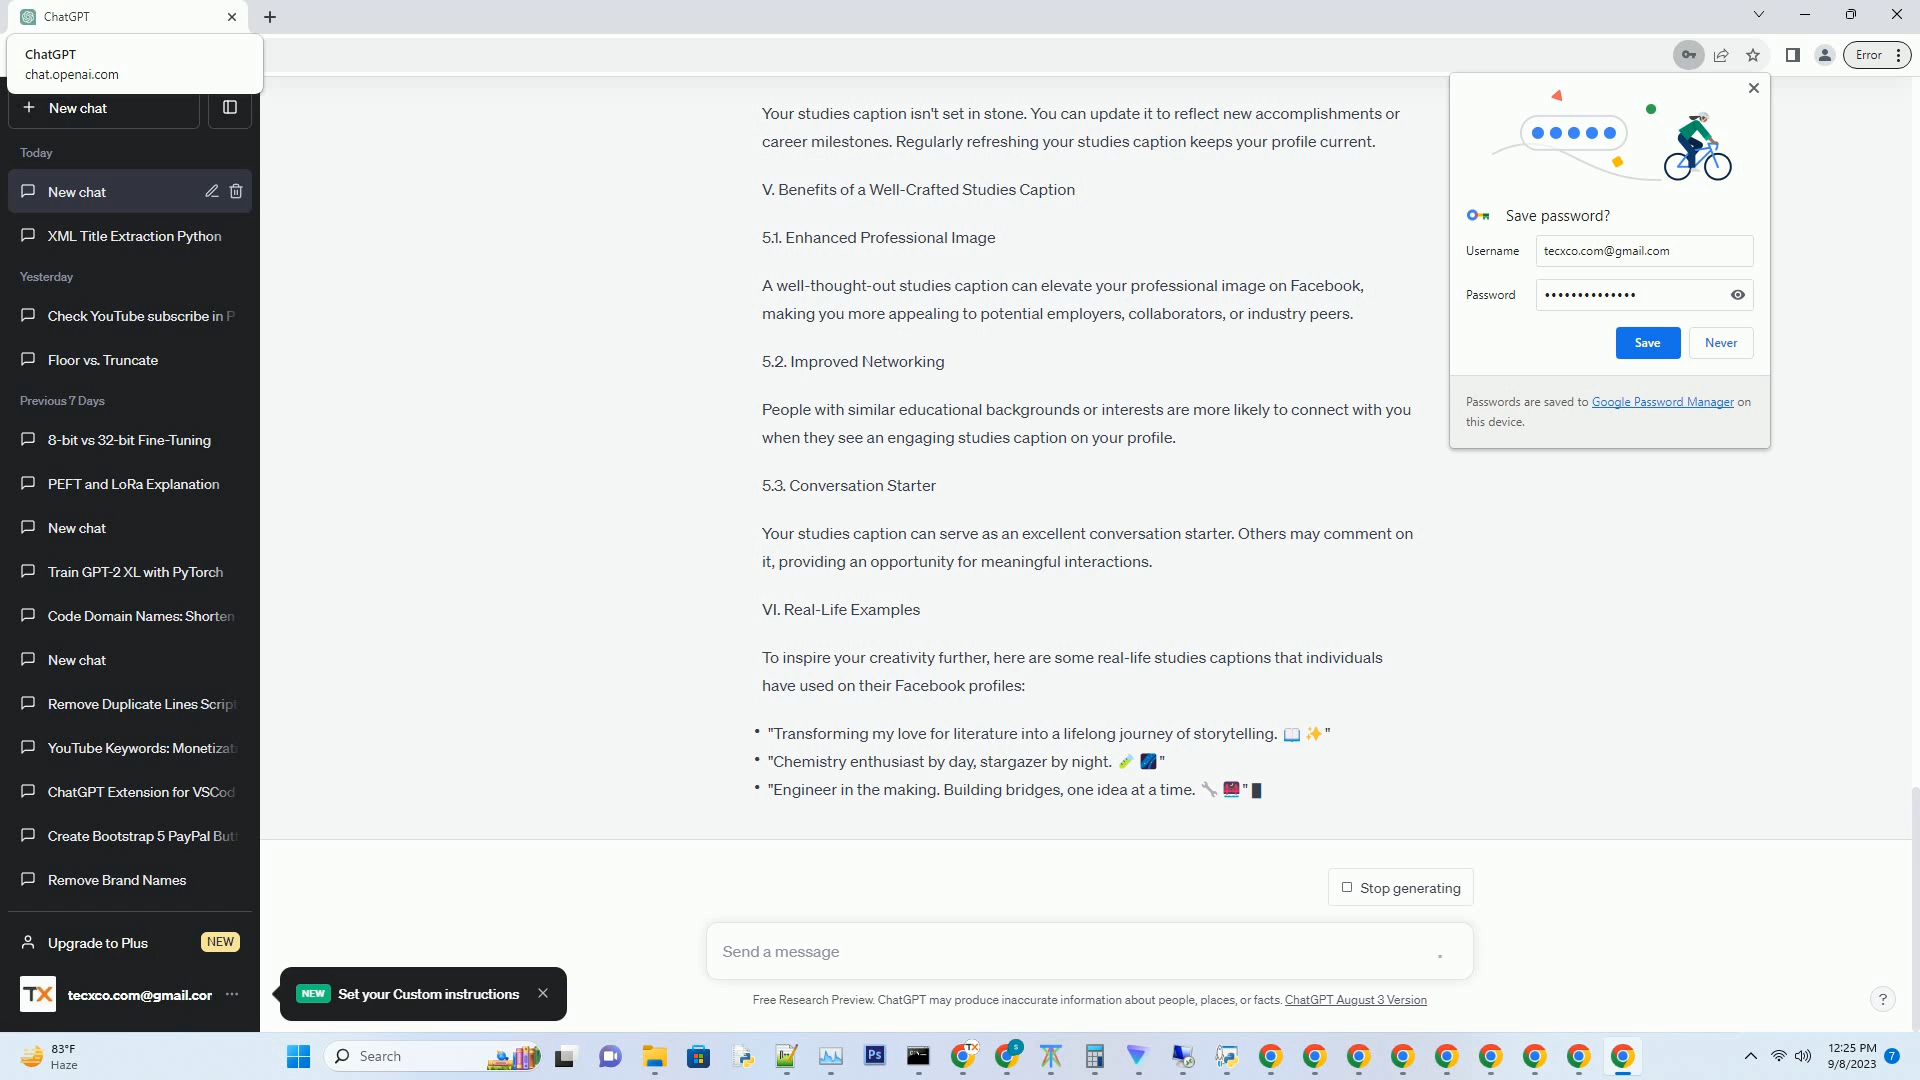 ChatGPT
ChatGPT
chat.openai.com
Error
New chat
Today
New chat
XML Title Extraction Python
Yesterday
Check YouTube subscribe in P
Floor vs. Truncate
Previous 7 Days
8-bit vs 32-bit Fine-Tuning
PEFT and LoRa Explanation
New chat
Train GPT-2 XL with PyTorch
Code Domain Names: Shorten
New chat
Remove Duplicate Lines Script
YouTube Keywords: Monetizat
ChatGPT Extension for VSCod
Create Bootstrap 5 PayPal But
Remove Brand Names
Upgrade to Plus NEW
TX tecxco.com@gmail.cor ...
Your studies caption isn't set in stone. You can update it to reflect new accomplishments or
career milestones. Regularly refreshing your studies caption keeps your profile current.
V. Benefits of a Well-Crafted Studies Caption
5.1. Enhanced Professional Image
A well-thought-out studies caption can elevate your professional image on Facebook,
making you more appealing to potential employers, collaborators, or industry peers.
5.2. Improved Networking
People with similar educational backgrounds or interests are more likely to connect with you
when they see an engaging studies caption on your profile.
5.3. Conversation Starter
Your studies caption can serve as an excellent conversation starter. Others may comment on
it, providing an opportunity for meaningful interactions.
VI. Real-Life Examples
To inspire your creativity further, here are some real-life studies captions that individuals
have used on their Facebook profiles:
• "Transforming my love for literature into a lifelong journey of storytelling. 📖 ✨"
• "Chemistry enthusiast by day, stargazer by night. 🧪 🌌"
• "Engineer in the making. Building bridges, one idea at a time. 🔧 🌉"
Stop generating
Send a message
NEW Set your Custom instructions
Free Research Preview. ChatGPT may produce inaccurate information about people, places, or facts. ChatGPT August 3 Version
?
Save password?
Username tecxco.com@gmail.com
Password ••••••••••••••
Save Never
Passwords are saved to Google Password Manager on
this device.
83°F
Haze
Search
Ps
TX
s
12:25 PM
9/8/2023
7